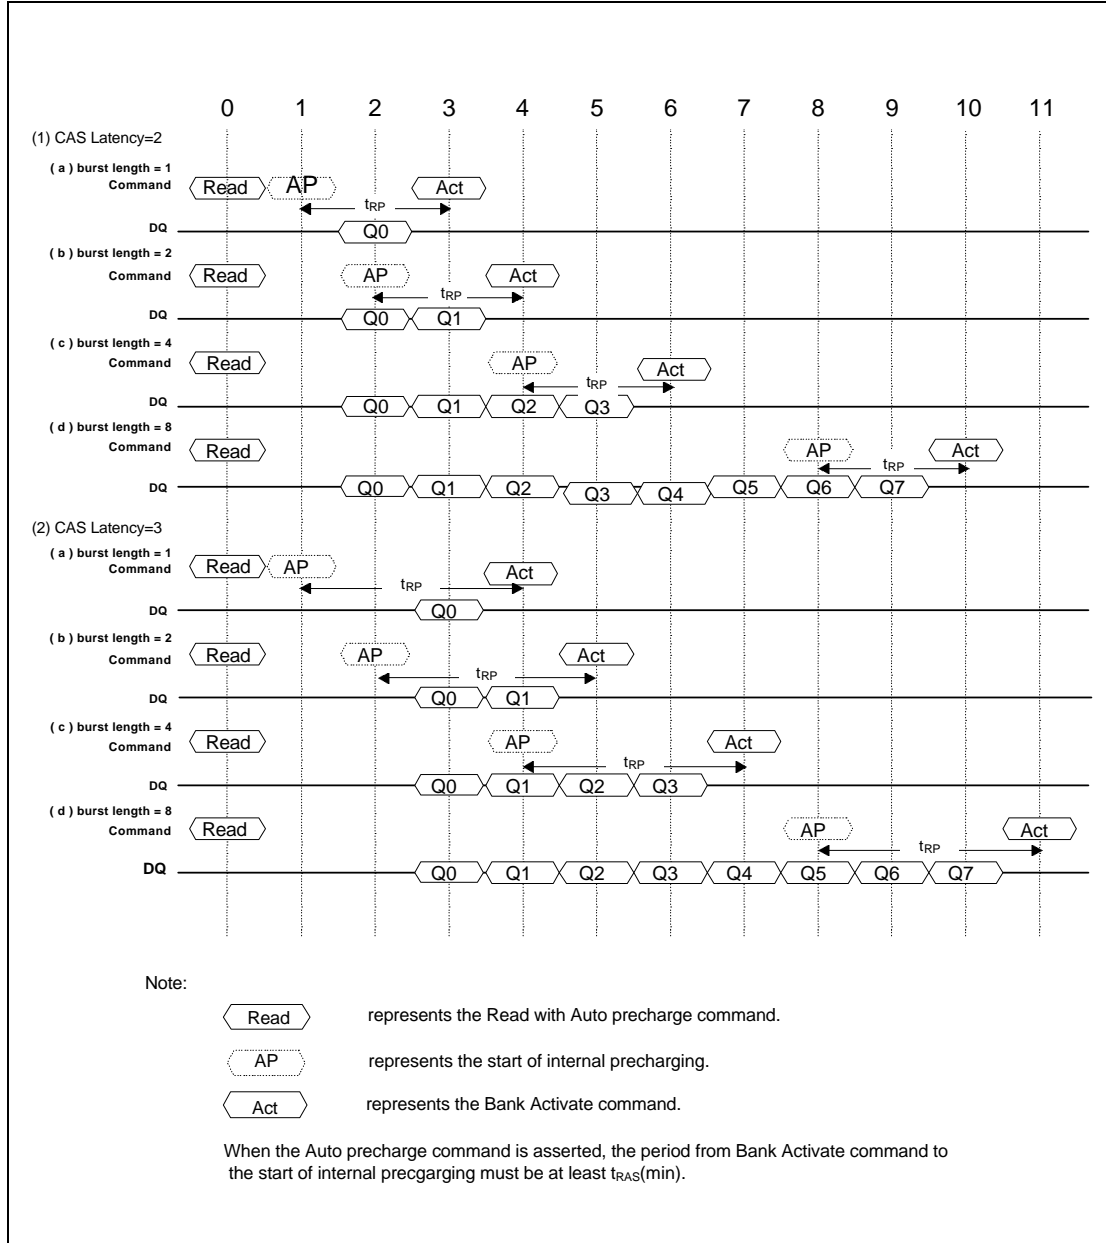 0 1 2 3 4 5 6 7 8 9 10 11
(1) CAS Latency=2
( a ) burst length = 1
Command Read AP Act
tRP
DQ Q0
( b ) burst length = 2
Command Read AP Act
tRP
DQ Q0 Q1
( c ) burst length = 4
Command Read AP Act
tRP
DQ Q0 Q1 Q2 Q3
( d ) burst length = 8
Command Read AP Act
tRP
DQ Q0 Q1 Q2 Q3 Q4 Q5 Q6 Q7
(2) CAS Latency=3
( a ) burst length = 1
Command Read AP Act
tRP
DQ Q0
( b ) burst length = 2
Command Read AP Act
tRP
DQ Q0 Q1
( c ) burst length = 4
Command Read AP Act
tRP
DQ Q0 Q1 Q2 Q3
( d ) burst length = 8
Command Read AP Act
tRP
DQ Q0 Q1 Q2 Q3 Q4 Q5 Q6 Q7
Note:
Read represents the Read with Auto precharge command.
AP represents the start of internal precharging.
Act represents the Bank Activate command.
When the Auto precharge command is asserted, the period from Bank Activate command to
the start of internal precgarging must be at least tRAS(min).